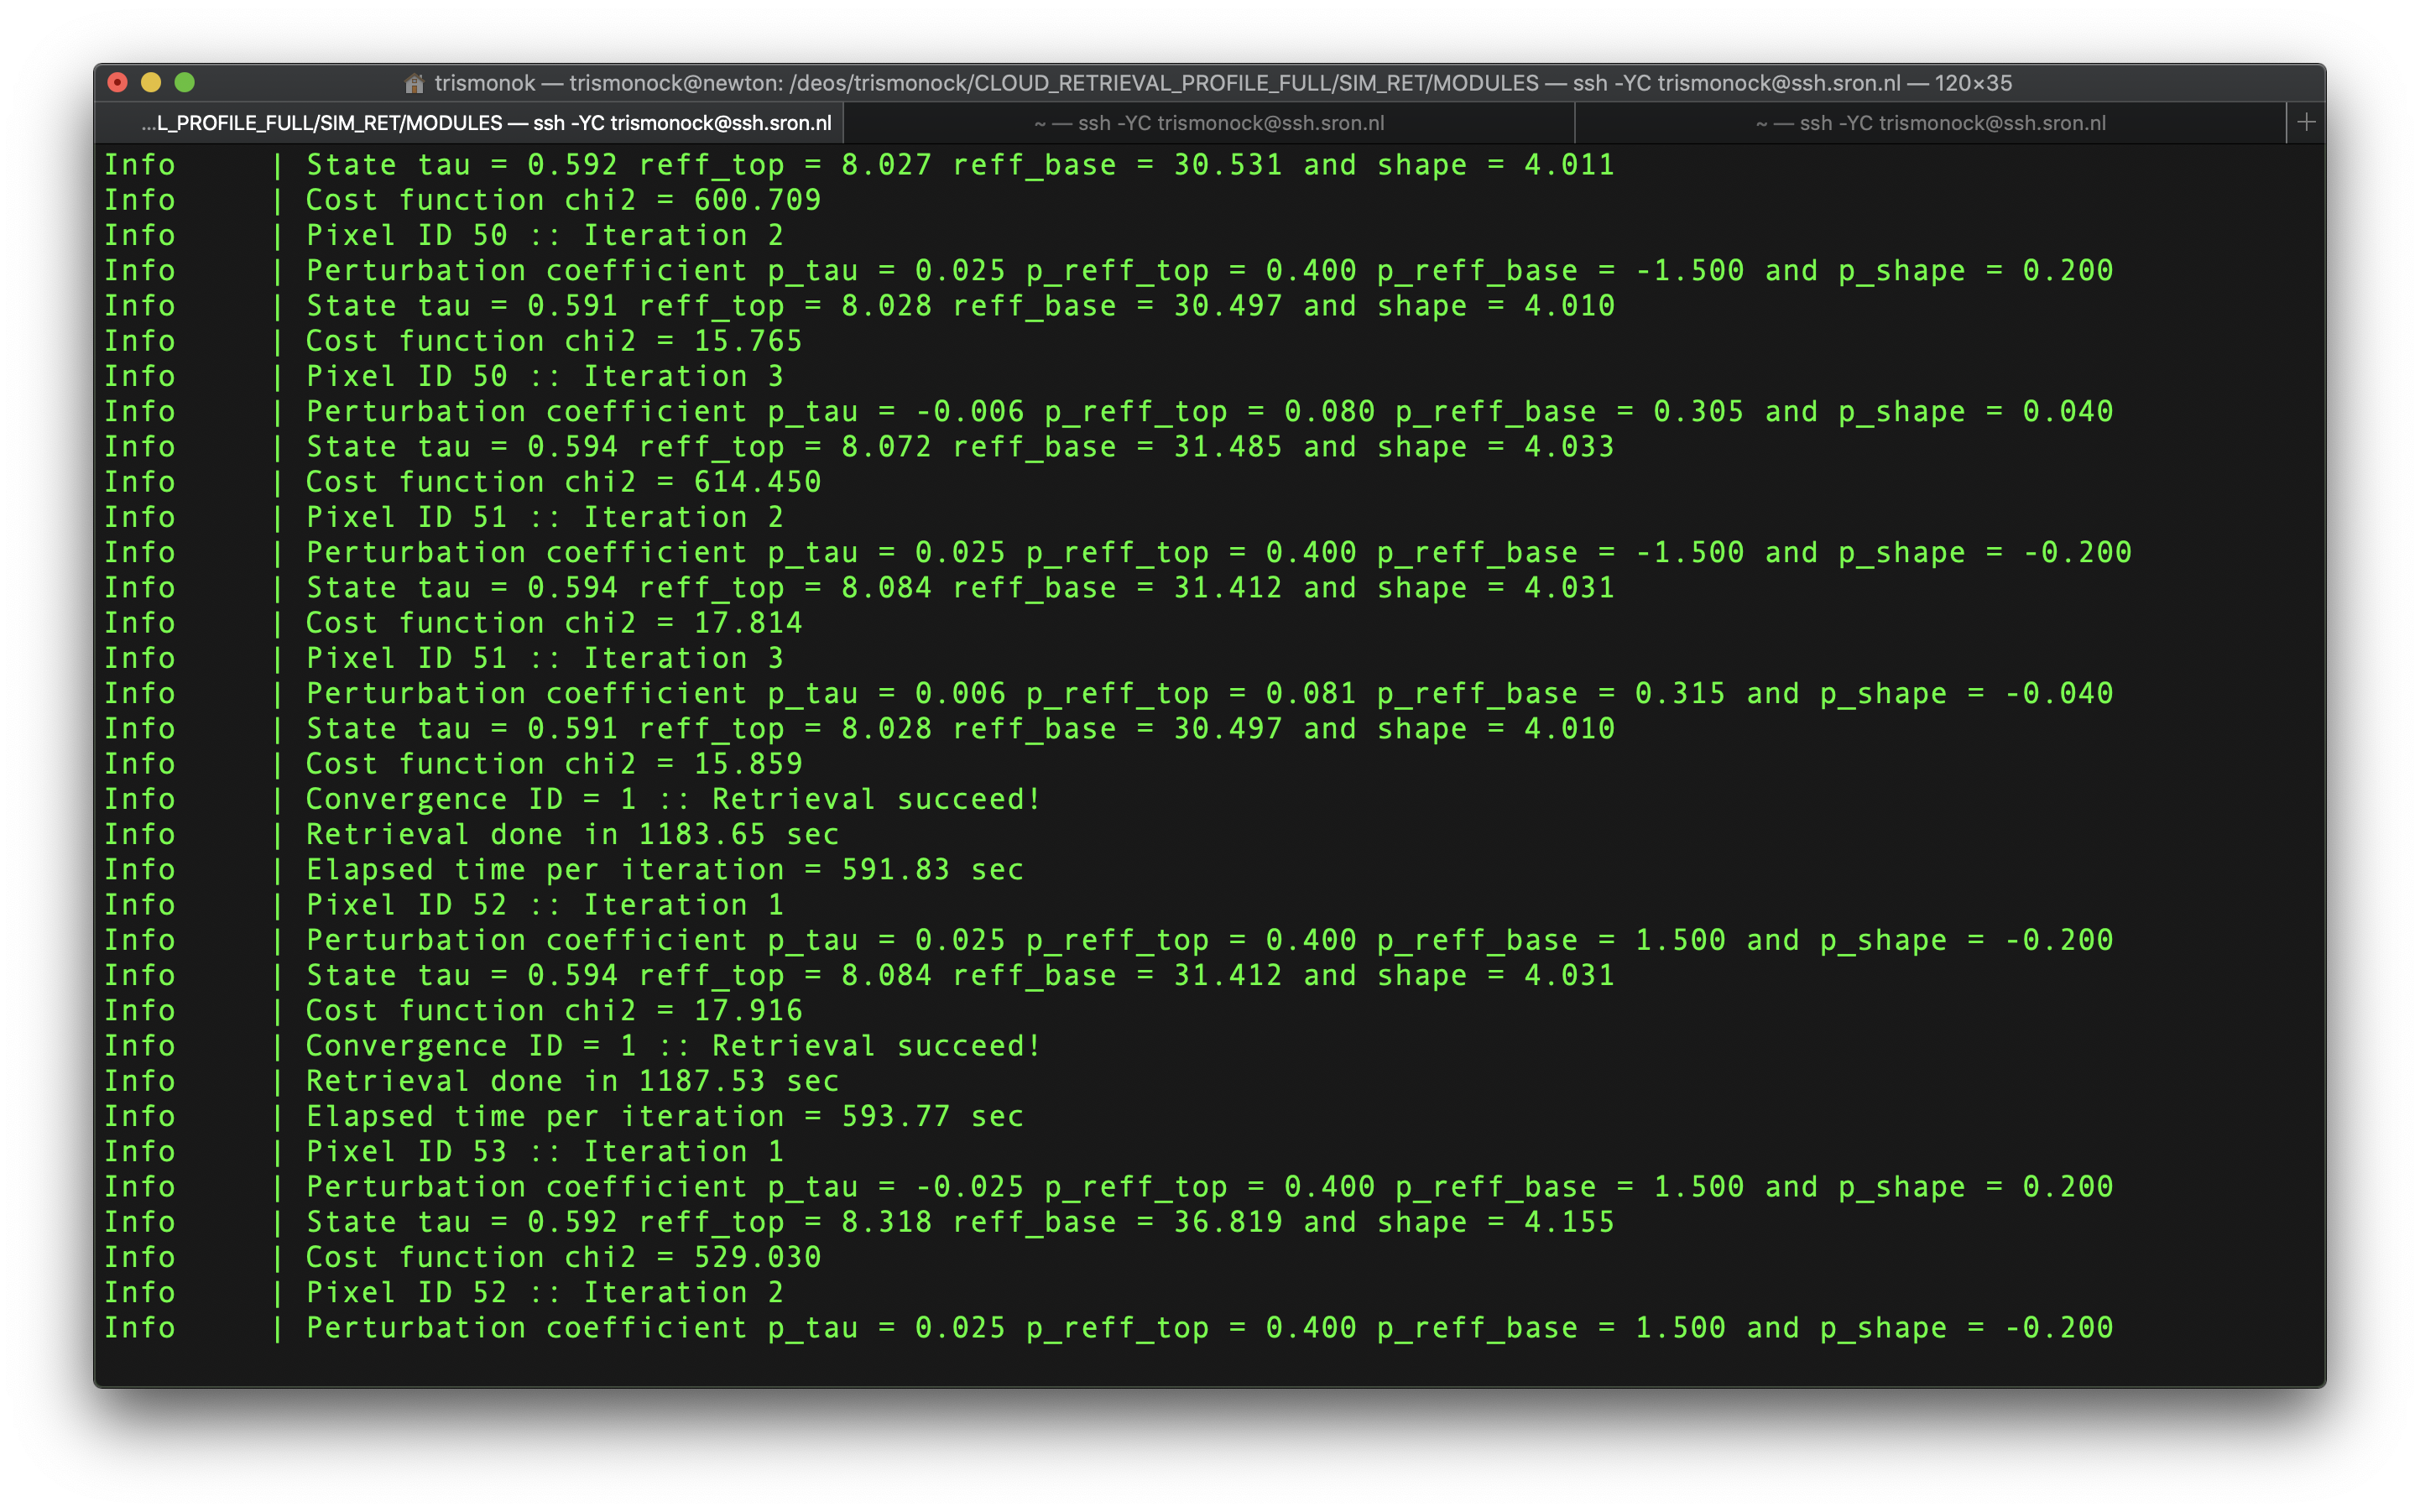 trismonok — trismonock@newton: /deos/trismonock/CLOUD_RETRIEVAL_PROFILE_FULL/SIM_RET/MODULES — ssh -YC trismonock@ssh.sron.nl — 120×35
...L_PROFILE_FULL/SIM_RET/MODULES — ssh -YC trismonock@ssh.sron.nl
~ — ssh -YC trismonock@ssh.sron.nl
~ — ssh -YC trismonock@ssh.sron.nl
Info | State tau = 0.592 reff_top = 8.027 reff_base = 30.531 and shape = 4.011
Info | Cost function chi2 = 600.709
Info | Pixel ID 50 :: Iteration 2
Info | Perturbation coefficient p_tau = 0.025 p_reff_top = 0.400 p_reff_base = -1.500 and p_shape = 0.200
Info | State tau = 0.591 reff_top = 8.028 reff_base = 30.497 and shape = 4.010
Info | Cost function chi2 = 15.765
Info | Pixel ID 50 :: Iteration 3
Info | Perturbation coefficient p_tau = -0.006 p_reff_top = 0.080 p_reff_base = 0.305 and p_shape = 0.040
Info | State tau = 0.594 reff_top = 8.072 reff_base = 31.485 and shape = 4.033
Info | Cost function chi2 = 614.450
Info | Pixel ID 51 :: Iteration 2
Info | Perturbation coefficient p_tau = 0.025 p_reff_top = 0.400 p_reff_base = -1.500 and p_shape = -0.200
Info | State tau = 0.594 reff_top = 8.084 reff_base = 31.412 and shape = 4.031
Info | Cost function chi2 = 17.814
Info | Pixel ID 51 :: Iteration 3
Info | Perturbation coefficient p_tau = 0.006 p_reff_top = 0.081 p_reff_base = 0.315 and p_shape = -0.040
Info | State tau = 0.591 reff_top = 8.028 reff_base = 30.497 and shape = 4.010
Info | Cost function chi2 = 15.859
Info | Convergence ID = 1 :: Retrieval succeed!
Info | Retrieval done in 1183.65 sec
Info | Elapsed time per iteration = 591.83 sec
Info | Pixel ID 52 :: Iteration 1
Info | Perturbation coefficient p_tau = 0.025 p_reff_top = 0.400 p_reff_base = 1.500 and p_shape = -0.200
Info | State tau = 0.594 reff_top = 8.084 reff_base = 31.412 and shape = 4.031
Info | Cost function chi2 = 17.916
Info | Convergence ID = 1 :: Retrieval succeed!
Info | Retrieval done in 1187.53 sec
Info | Elapsed time per iteration = 593.77 sec
Info | Pixel ID 53 :: Iteration 1
Info | Perturbation coefficient p_tau = -0.025 p_reff_top = 0.400 p_reff_base = 1.500 and p_shape = 0.200
Info | State tau = 0.592 reff_top = 8.318 reff_base = 36.819 and shape = 4.155
Info | Cost function chi2 = 529.030
Info | Pixel ID 52 :: Iteration 2
Info | Perturbation coefficient p_tau = 0.025 p_reff_top = 0.400 p_reff_base = 1.500 and p_shape = -0.200